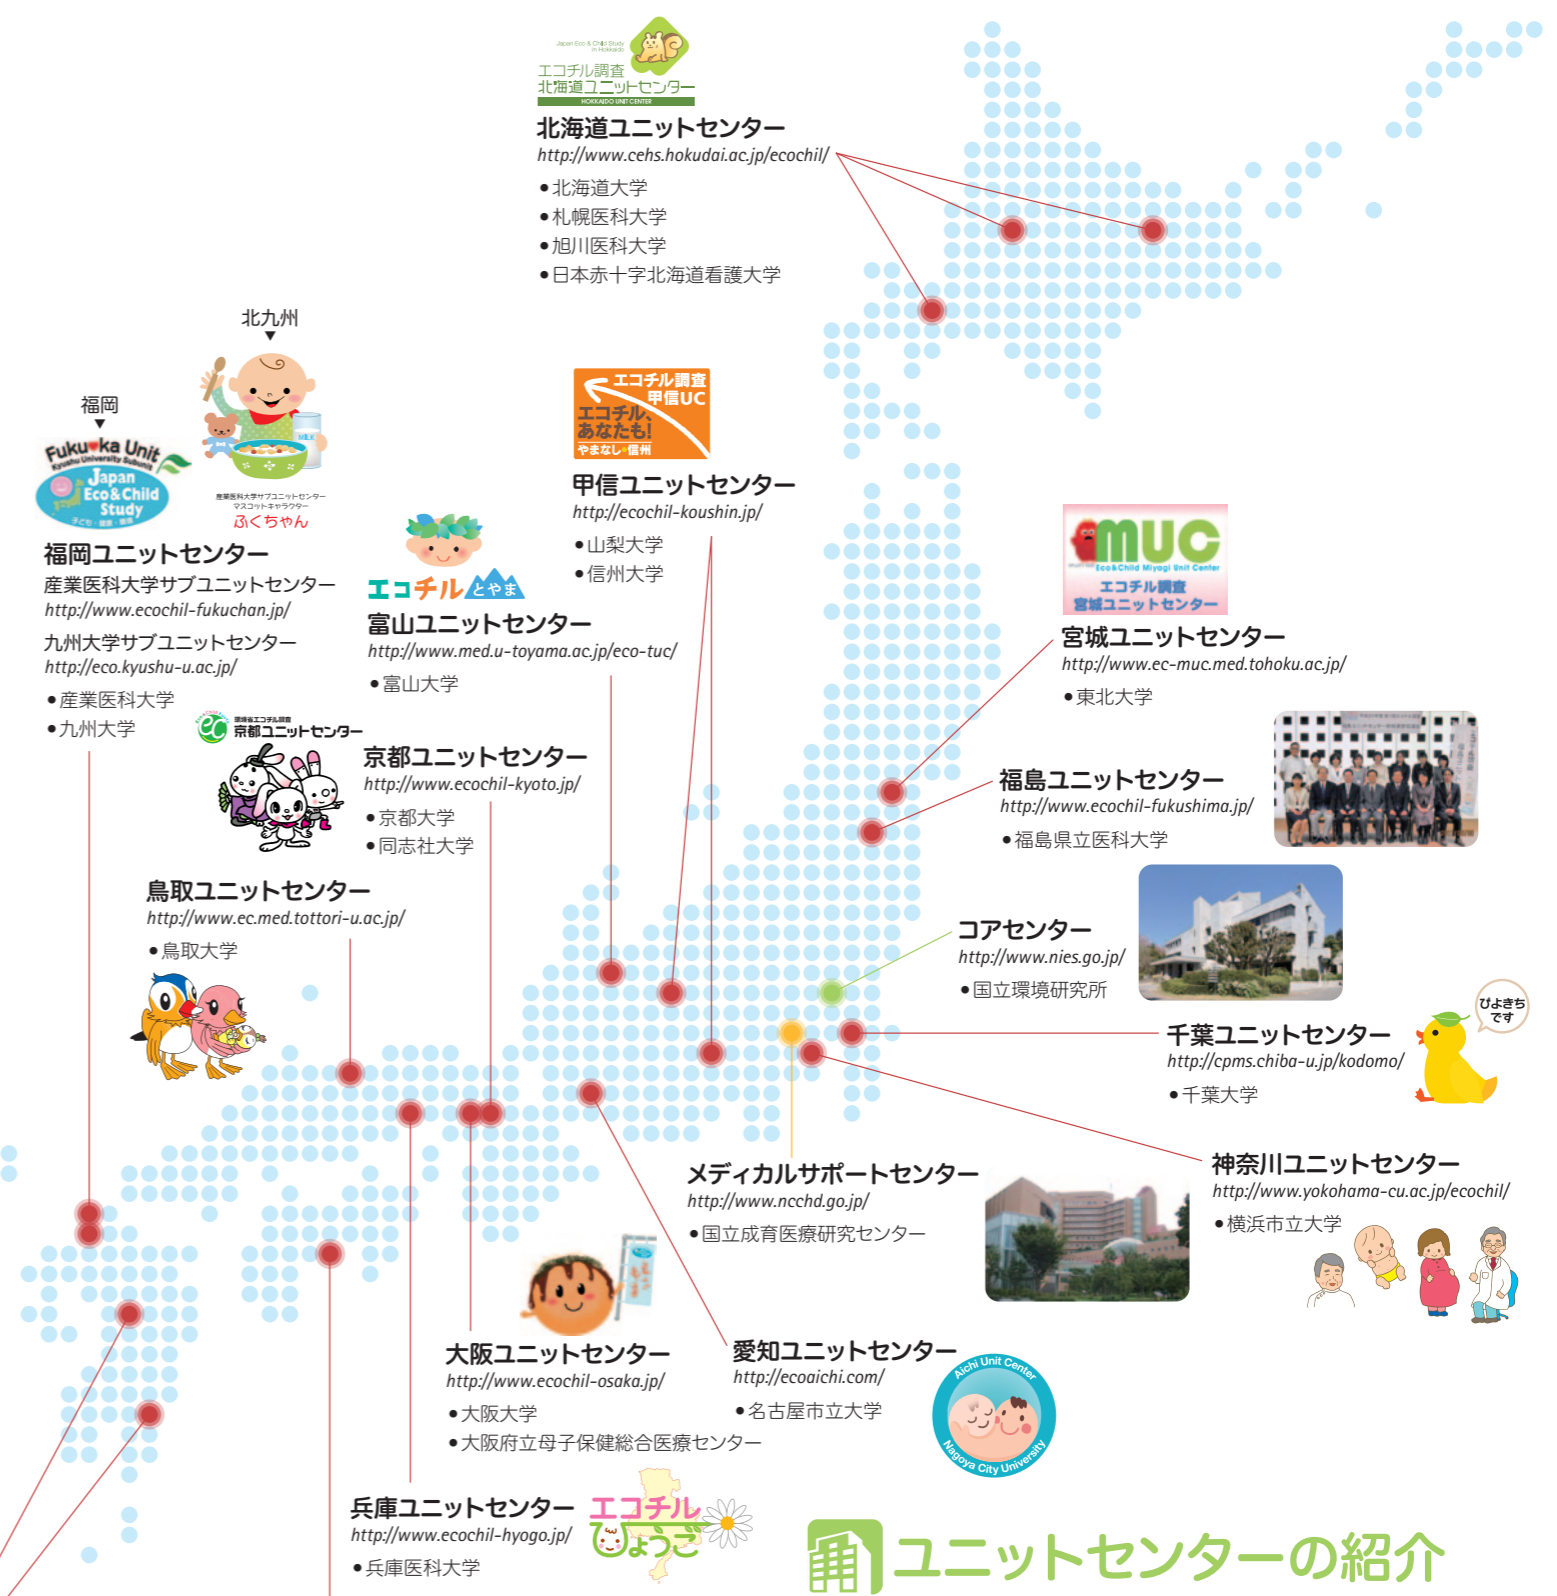 Japan Eco & Child Study
in Hokkaido
エコチル調査
北海道ユニットセンター
HOKKAIDO UNIT CENTER
北海道ユニットセンター
http://www.cehs.hokudai.ac.jp/ecochil/
●北海道大学
●札幌医科大学
●旭川医科大学
●日本赤十字北海道看護大学
北九州
▼
MILK
産業医科大学サブユニットセンター
マスコットキャラクター
ふくちゃん
福岡
▼
Fuku♥ka Unit
Kyushu University Subunit
Japan
Eco&Child
Study
子ども・健康・環境
福岡ユニットセンター
産業医科大学サブユニットセンター
http://www.ecochil-fukuchan.jp/
九州大学サブユニットセンター
http://eco.kyushu-u.ac.jp/
●産業医科大学
●九州大学
エコチル調査
甲信UC
エコチル、
あなたも!
やまなし●信州
甲信ユニットセンター
http://ecochil-koushin.jp/
●山梨大学
●信州大学
エコチルとやま
富山ユニットセンター
http://www.med.u-toyama.ac.jp/eco-tuc/
●富山大学
MUC
Eco&Child Miyagi Unit Center
エコチル調査
宮城ユニットセンター
宮城ユニットセンター
http://www.ec-muc.med.tohoku.ac.jp/
●東北大学
ec
環境省エコチル調査
京都ユニットセンター
京都ユニットセンター
http://www.ecochil-kyoto.jp/
●京都大学
●同志社大学
福島ユニットセンター
http://www.ecochil-fukushima.jp/
●福島県立医科大学
鳥取ユニットセンター
http://www.ec.med.tottori-u.ac.jp/
●鳥取大学
コアセンター
http://www.nies.go.jp/
●国立環境研究所
ぴよきち
です
千葉ユニットセンター
http://cpms.chiba-u.jp/kodomo/
●千葉大学
メディカルサポートセンター
http://www.ncchd.go.jp/
●国立成育医療研究センター
神奈川ユニットセンター
http://www.yokohama-cu.ac.jp/ecochil/
●横浜市立大学
大阪ユニットセンター
http://www.ecochil-osaka.jp/
●大阪大学
●大阪府立母子保健総合医療センター
愛知ユニットセンター
http://ecoaichi.com/
●名古屋市立大学
Aichi Unit Center
Nagoya City University
兵庫ユニットセンター
http://www.ecochil-hyogo.jp/
●兵庫医科大学
エコチル
ひょうご
ユニットセンターの紹介